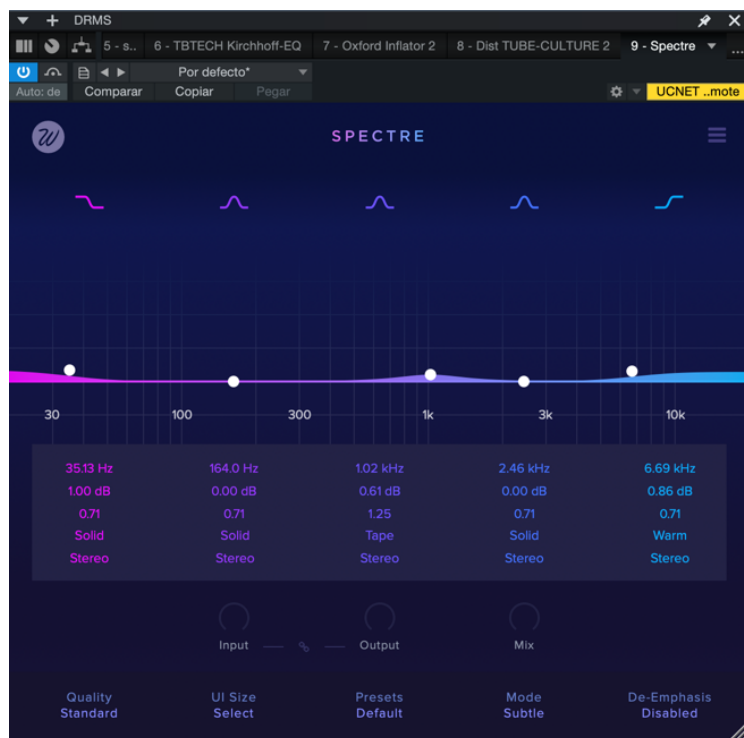 DRMS
5 - s.. 6 - TBTECH Kirchhoff-EQ 7 - Oxford Inflator 2 8 - Dist TUBE-CULTURE 2 9 - Spectre ...
Por defecto*
Auto: de Comparar Copiar Pegar UCNET ..mote
W SPECTRE
30 100 300 1k 3k 10k
35.13 Hz 164.0 Hz 1.02 kHz 2.46 kHz 6.69 kHz
1.00 dB 0.00 dB 0.61 dB 0.00 dB 0.86 dB
0.71 0.71 1.25 0.71 0.71
Solid Solid Tape Solid Warm
Stereo Stereo Stereo Stereo Stereo
Input Output Mix
Quality UI Size Presets Mode De-Emphasis
Standard Select Default Subtle Disabled